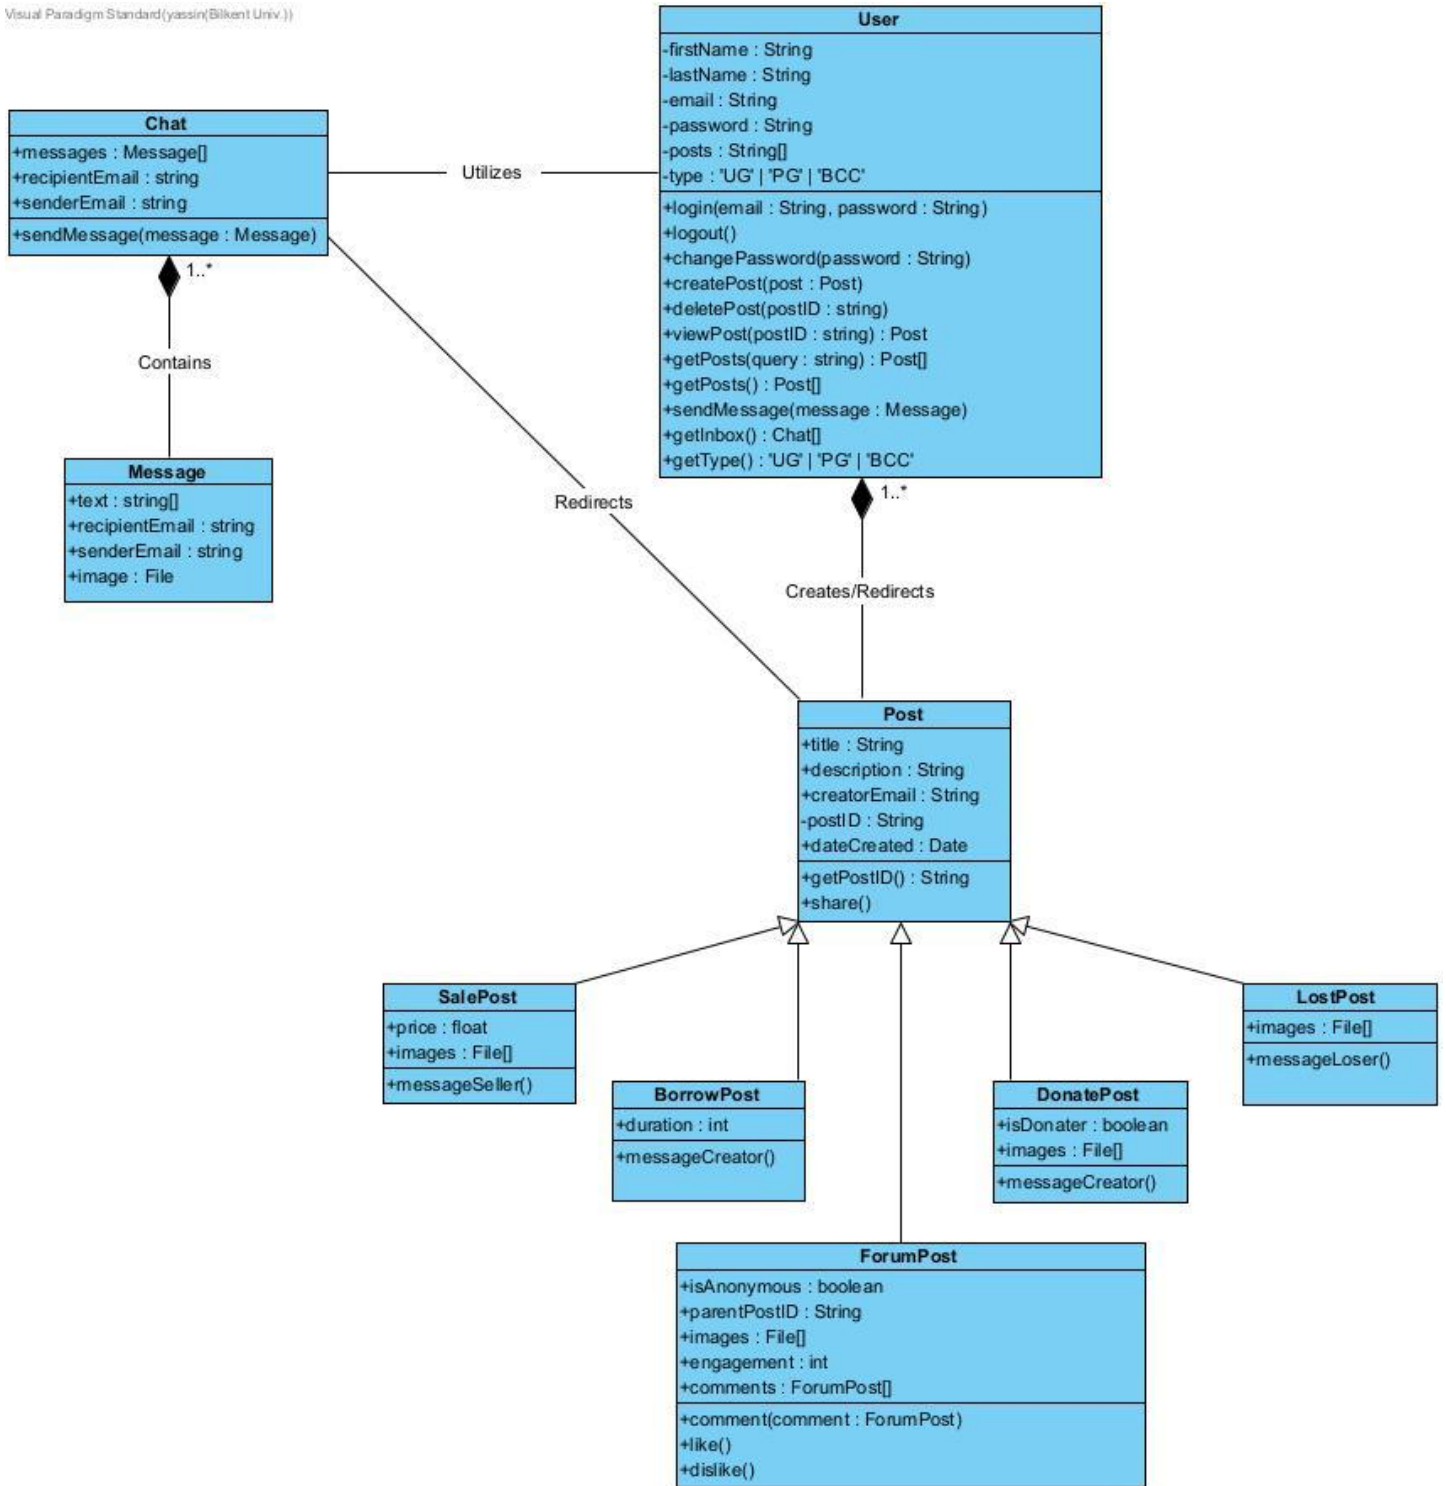 Visual Paradigm Standard(yassin(Bilkent Univ.))
User
-firstName : String
-lastName : String
-email : String
-password : String
-posts : String[]
-type : 'UG' | 'PG' | 'BCC'
+login(email : String, password : String)
+logout()
+changePassword(password : String)
+createPost(post : Post)
+deletePost(postID : string)
+viewPost(postID : string) : Post
+getPosts(query : string) : Post[]
+getPosts() : Post[]
+sendMessage(message : Message)
+getInbox() : Chat[]
+getType() : 'UG' | 'PG' | 'BCC'
Chat
+messages : Message[]
+recipientEmail : string
+senderEmail : string
+sendMessage(message : Message)
Utilizes
1..*
Contains
Message
+text : string[]
+recipientEmail : string
+senderEmail : string
+image : File
Redirects
1..*
Creates/Redirects
Post
+title : String
+description : String
+creatorEmail : String
-postID : String
+dateCreated : Date
+getPostID() : String
+share()
SalePost
+price : float
+images : File[]
+messageSeller()
BorrowPost
+duration : int
+messageCreator()
DonatePost
+isDonater : boolean
+images : File[]
+messageCreator()
LostPost
+images : File[]
+messageLoser()
ForumPost
+isAnonymous : boolean
+parentPostID : String
+images : File[]
+engagement : int
+comments : ForumPost[]
+comment(comment : ForumPost)
+like()
+dislike()